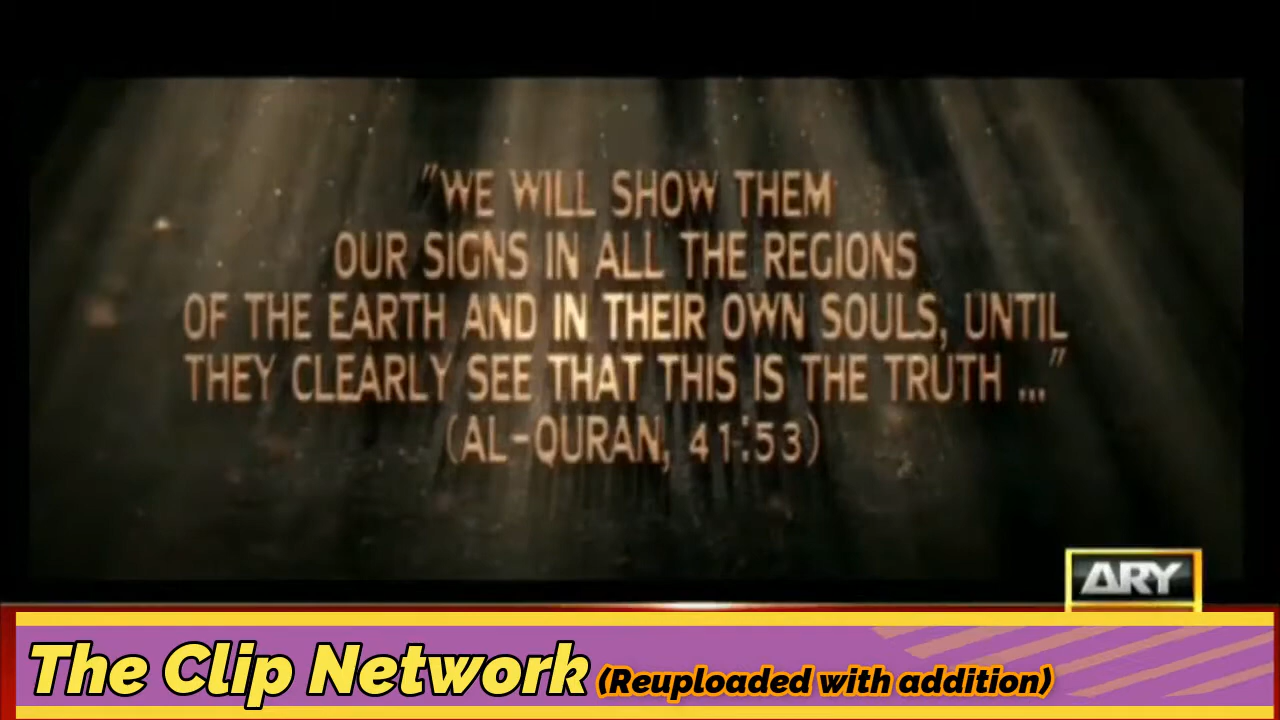 "WE WILL SHOW THEM
OUR SIGNS IN ALL THE REGIONS
OF THE EARTH AND IN THEIR OWN SOULS, UNTIL
THEY CLEARLY SEE THAT THIS IS THE TRUTH ..."
(AL-QURAN, 41:53)
ARY
The Clip Network (Reuploaded with addition)